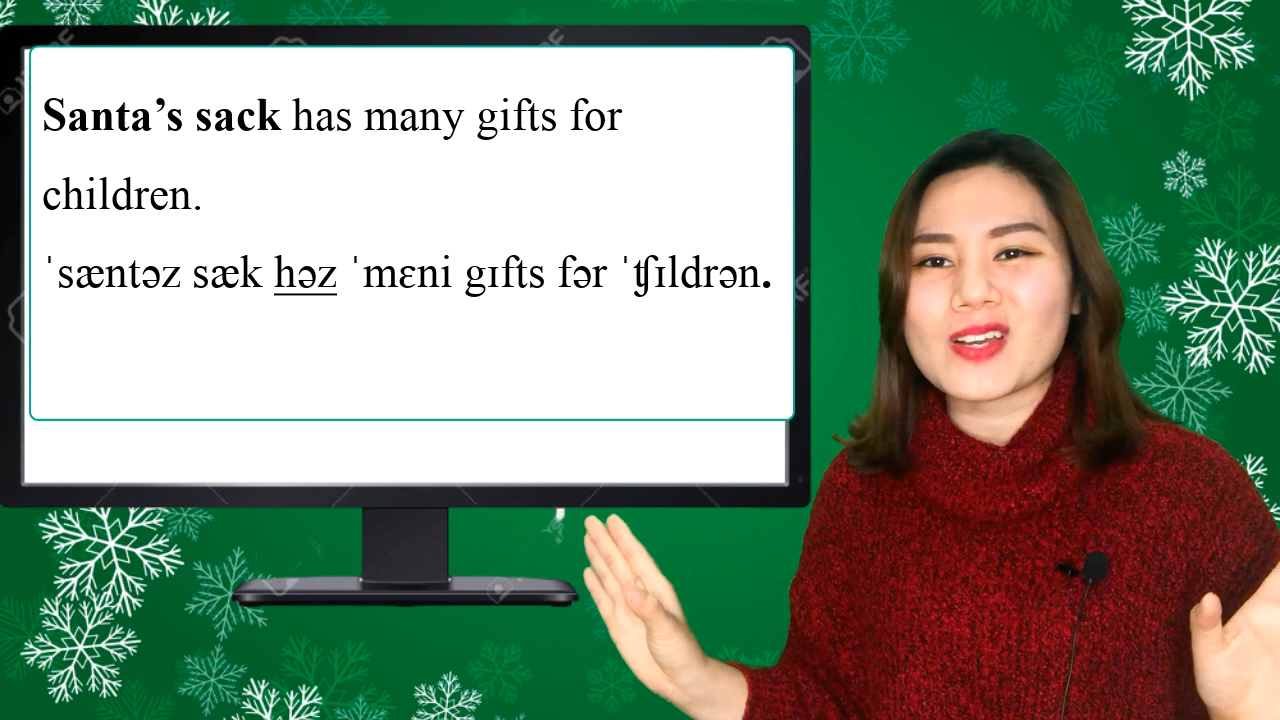 Santa’s sack has many gifts for
children.
ˈsæntəz sæk həz ˈmɛni gɪfts fər ˈʧɪldrən.